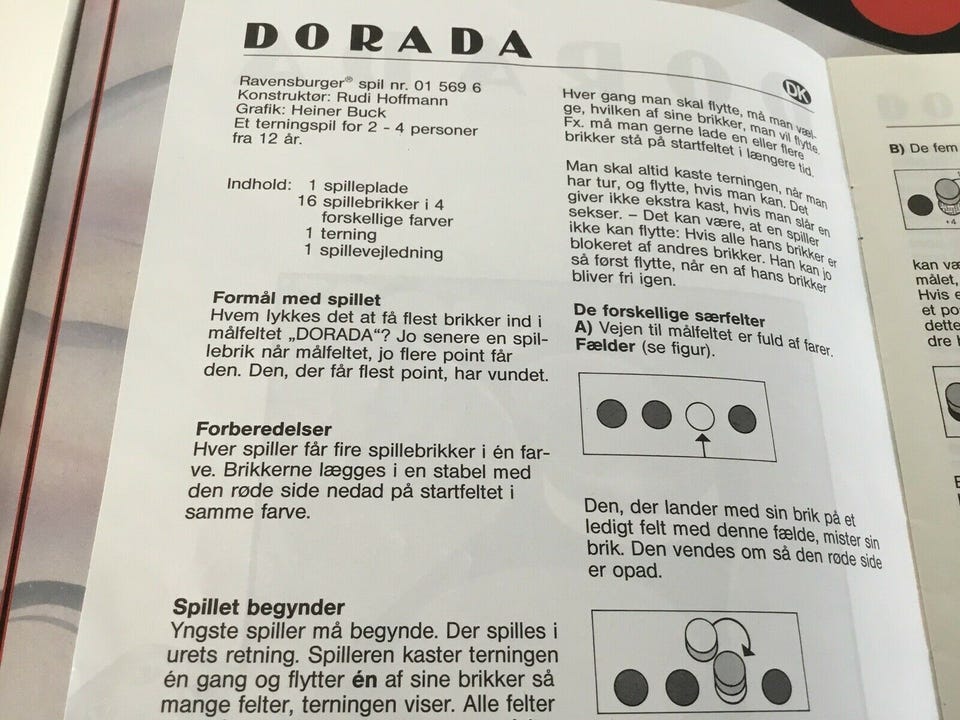 DORADA
Ravensburger® spil nr. 01 569 6
Konstruktør: Rudi Hoffmann
Grafik: Heiner Buck
Et terningspil for 2 - 4 personer
fra 12 år.
Indhold: 1 spilleplade
16 spillebrikker i 4
forskellige farver
1 terning
1 spillevejledning
Formål med spillet
Hvem lykkes det at få flest brikker ind i
målfeltet „DORADA“? Jo senere en spil-
lebrik når målfeltet, jo flere point får
den. Den, der får flest point, har vundet.
Forberedelser
Hver spiller får fire spillebrikker i én far-
ve. Brikkerne lægges i en stabel med
den røde side nedad på startfeltet i
samme farve.
Spillet begynder
Yngste spiller må begynde. Der spilles i
urets retning. Spilleren kaster terningen
én gang og flytter én af sine brikker så
mange felter, terningen viser. Alle felter
DK
Hver gang man skal flytte, må man væl-
ge, hvilken af sine brikker, man vil flytte.
Fx. må man gerne lade en eller flere
brikker stå på startfeltet i længere tid.
Man skal altid kaste terningen, når man
har tur, og flytte, hvis man kan. Det
giver ikke ekstra kast, hvis man slår en
sekser. – Det kan være, at en spiller
ikke kan flytte: Hvis alle hans brikker er
blokeret af andres brikker. Han kan jo
så først flytte, når en af hans brikker
bliver fri igen.
De forskellige særfelter
A) Vejen til målfeltet er fuld af farer.
Fælder (se figur).
Den, der lander med sin brik på et
ledigt felt med denne fælde, mister sin
brik. Den vendes om så den røde side
er opad.
B) De fem
+4
kan væ
målet,
Hvis e
et po
dette
dre h